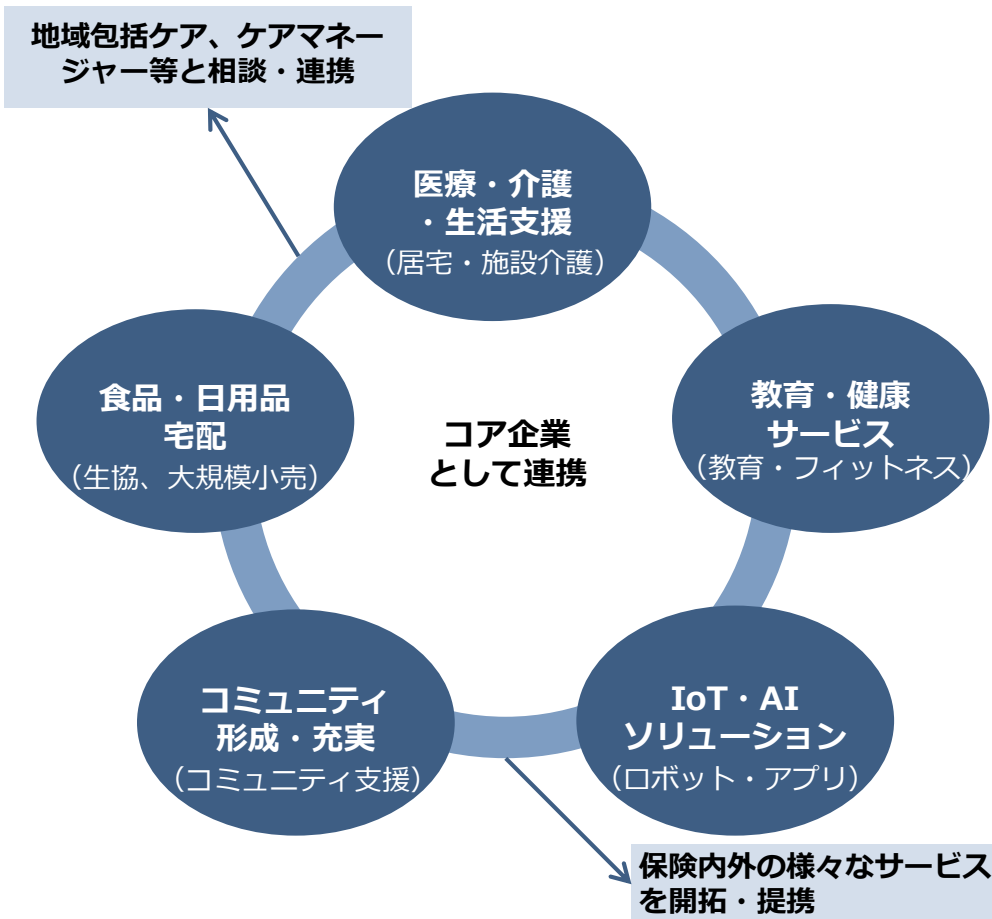 地域包括ケア、ケアマネー
ジャー等と相談・連携
医療・介護
・生活支援
（居宅・施設介護）
食品・日用品
宅配
（生協、大規模小売）
コア企業
として連携
教育・健康
サービス
（教育・フィットネス）
コミュニティ
形成・充実
（コミュニティ支援）
IoT・AI
ソリューション
（ロボット・アプリ）
保険内外の様々なサービス
を開拓・提携